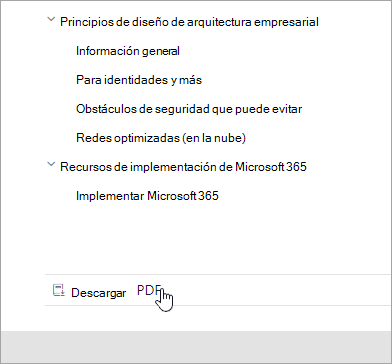 Principios de diseño de arquitectura empresarial
Información general
Para identidades y más
Obstáculos de seguridad que puede evitar
Redes optimizadas (en la nube)
Recursos de implementación de Microsoft 365
Implementar Microsoft 365
Descargar PDF